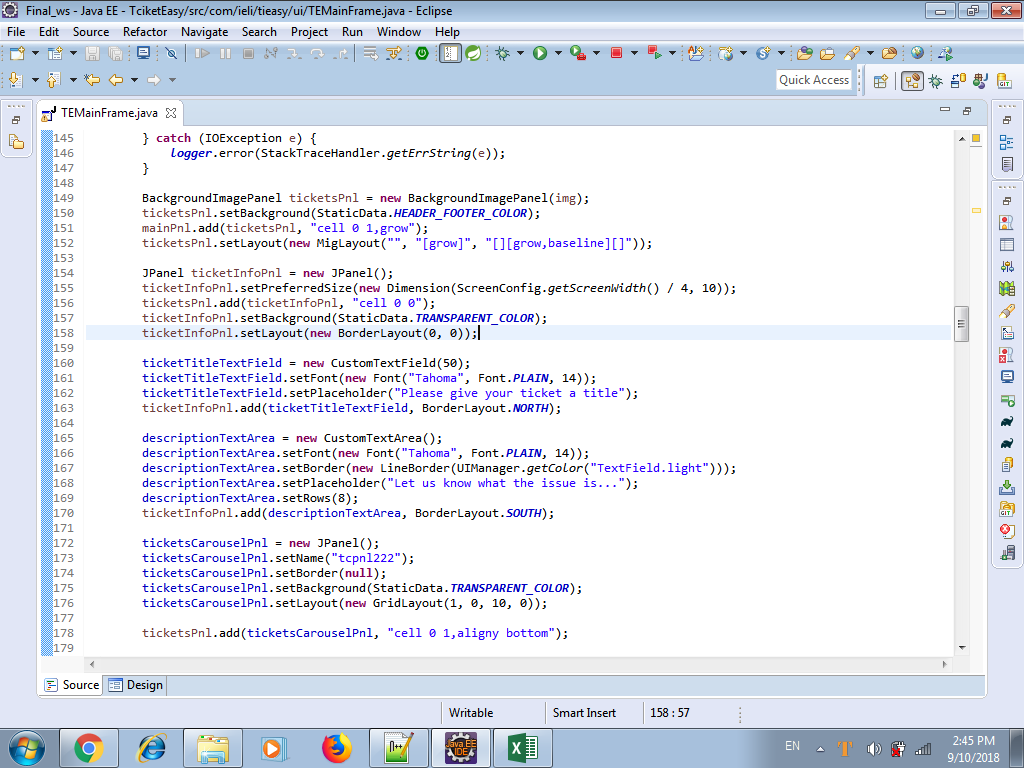 Final_ws - Java EE - TciketEasy/src/com/ieli/tieasy/ui/TEMainFrame.java - Eclipse
File Edit Source Refactor Navigate Search Project Run Window Help
Quick Access
TEMainFrame.java
145 } catch (IOException e) {
146 logger.error(StackTraceHandler.getErrString(e));
147 }
148
149 BackgroundImagePanel ticketsPnl = new BackgroundImagePanel(img);
150 ticketsPnl.setBackground(StaticData.HEADER_FOOTER_COLOR);
151 mainPnl.add(ticketsPnl, "cell 0 1,grow");
152 ticketsPnl.setLayout(new MigLayout("", "[grow]", "[][grow,baseline][]"));
153
154 JPanel ticketInfoPnl = new JPanel();
155 ticketInfoPnl.setPreferredSize(new Dimension(ScreenConfig.getScreenWidth() / 4, 10));
156 ticketsPnl.add(ticketInfoPnl, "cell 0 0");
157 ticketInfoPnl.setBackground(StaticData.TRANSPARENT_COLOR);
158 ticketInfoPnl.setLayout(new BorderLayout(0, 0));
159
160 ticketTitleTextField = new CustomTextField(50);
161 ticketTitleTextField.setFont(new Font("Tahoma", Font.PLAIN, 14));
162 ticketTitleTextField.setPlaceholder("Please give your ticket a title");
163 ticketInfoPnl.add(ticketTitleTextField, BorderLayout.NORTH);
164
165 descriptionTextArea = new CustomTextArea();
166 descriptionTextArea.setFont(new Font("Tahoma", Font.PLAIN, 14));
167 descriptionTextArea.setBorder(new LineBorder(UIManager.getColor("TextField.light")));
168 descriptionTextArea.setPlaceholder("Let us know what the issue is...");
169 descriptionTextArea.setRows(8);
170 ticketInfoPnl.add(descriptionTextArea, BorderLayout.SOUTH);
171
172 ticketsCarouselPnl = new JPanel();
173 ticketsCarouselPnl.setName("tcpnl222");
174 ticketsCarouselPnl.setBorder(null);
175 ticketsCarouselPnl.setBackground(StaticData.TRANSPARENT_COLOR);
176 ticketsCarouselPnl.setLayout(new GridLayout(1, 0, 10, 0));
177
178 ticketsPnl.add(ticketsCarouselPnl, "cell 0 1,aligny bottom");
179
Source Design
Writable Smart Insert 158 : 57
EN 2:45 PM
9/10/2018